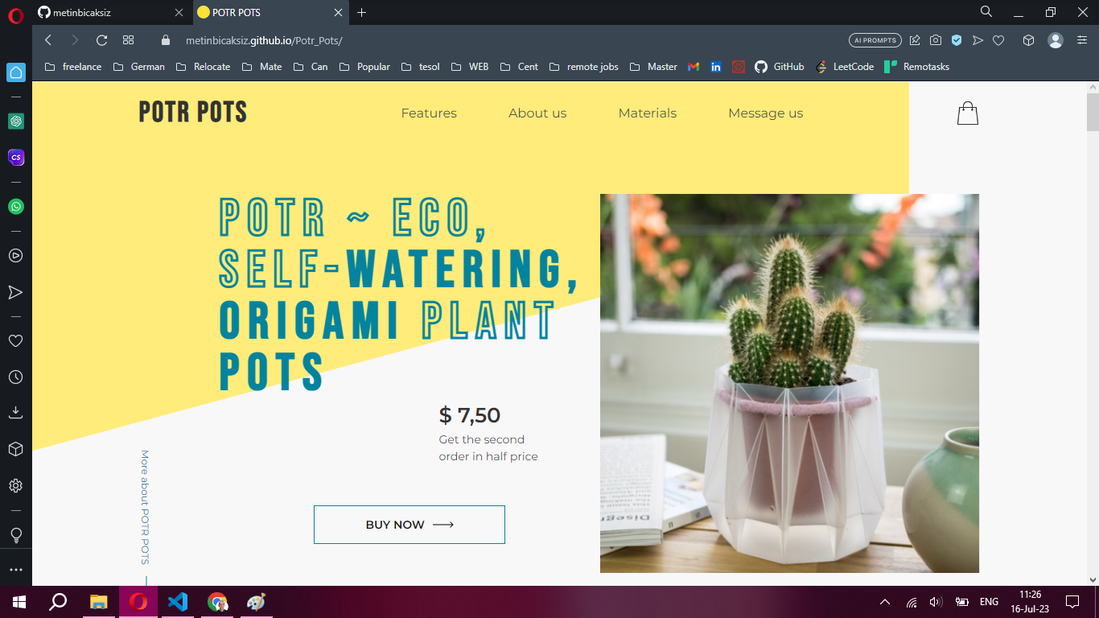 metinbicaksiz
POTR POTS
metinbicaksiz.github.io/Potr_Pots/
AI PROMPTS
freelance
German
Relocate
Mate
Can
Popular
tesol
WEB
Cent
remote jobs
Master
GitHub
LeetCode
Remotasks
CS
POTR POTS
Features
About us
Materials
Message us
POTR ~ ECO,
SELF-WATERING,
ORIGAMI PLANT
POTS
$ 7,50
Get the second
order in half price
BUY NOW
More about POTR POTS
ENG
11:26
16-Jul-23